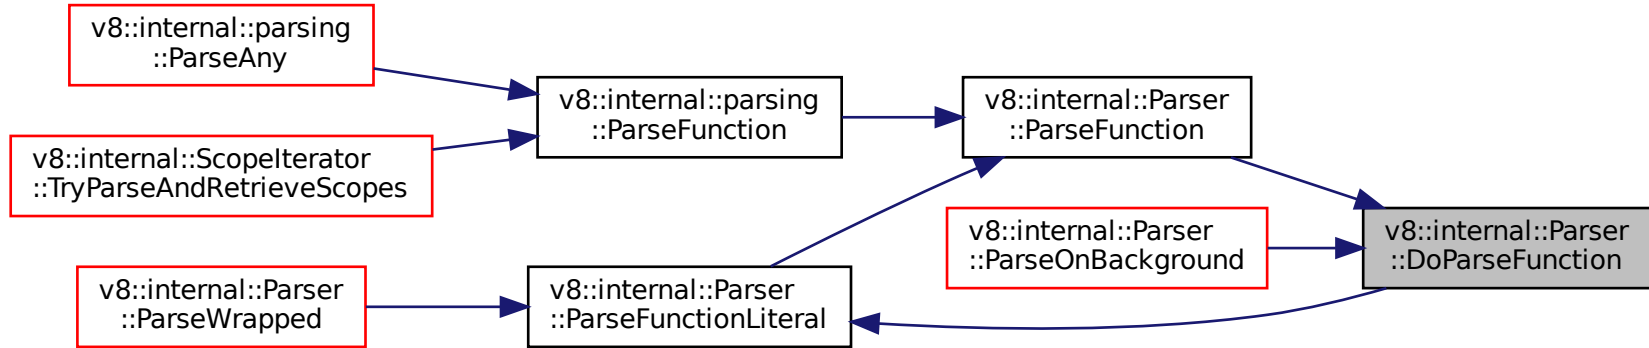 v8::internal::parsing
::ParseAny
v8::internal::ScopeIterator
::TryParseAndRetrieveScopes
v8::internal::Parser
::ParseWrapped
v8::internal::parsing
::ParseFunction
v8::internal::Parser
::ParseFunctionLiteral
v8::internal::Parser
::ParseFunction
v8::internal::Parser
::ParseOnBackground
v8::internal::Parser
::DoParseFunction